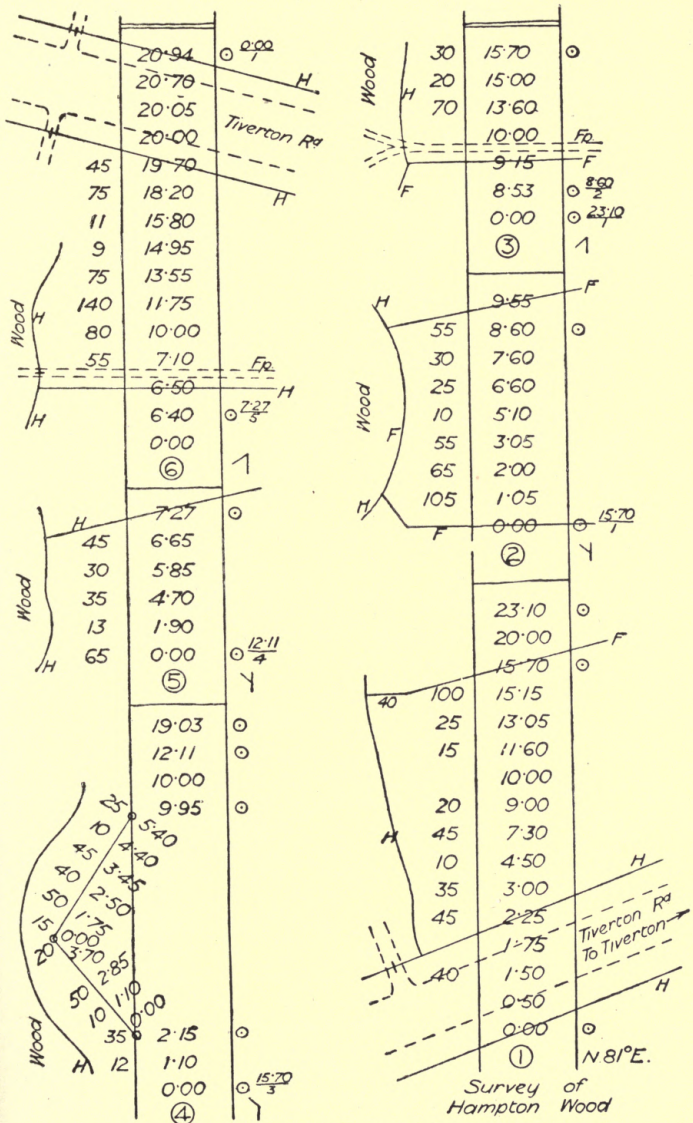 20·94 0·00/1
20·70 H
20·05 Tiverton Rd
20·00
45 19·70
75 18·20 H
11 15·80
9 14·95
75 13·55
Wood H 140 11·75
80 10·00
55 7·10 Fp.
6·50 H
H 6·40 7·27/5
0·00
⑥
7·27
H
45 6·65
30 5·85
Wood 35 4·70
13 1·90
H 65 0·00 12·11/4
⑤
19·03
12·11
10·00
9·95
25 5·40
10 4·40
45 3·45
40 2·50
50 1·75
15 0·00
20 3·70
2·85
50 1·10
10 0·00
35 2·15
Wood H 12 1·10
0·00 15·70/3
④
Wood 30 15·70
H 20 15·00
70 13·60
10·00 Fp.
9·15 F
F 8·53 8·60/2
0·00 23·10/1
③
H 9·55 F
55 8·60
30 7·60
25 6·60
Wood 10 5·10
F 55 3·05
65 2·00
H 105 1·05
F 0·00 15·70/1
②
23·10
20·00
15·70 F
40 100 15·15
25 13·05
15 11·60
10·00
20 9·00
H 45 7·30
10 4·50 H
35 3·00
45 2·25 Tiverton Rd
1·75 To Tiverton
40 1·50
0·50 H
0·00
① N.81°E.
Survey of
Hampton Wood